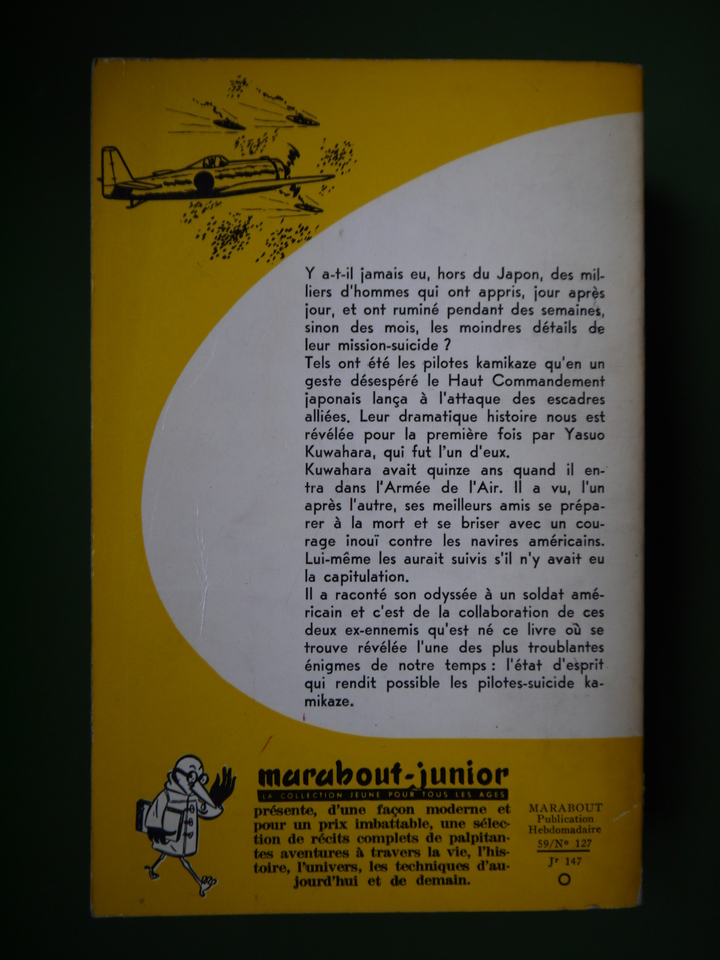 Y a-t-il jamais eu, hors du Japon, des mil-
liers d'hommes qui ont appris, jour après
jour, et ont ruminé pendant des semaines,
sinon des mois, les moindres détails de
leur mission-suicide ?
Tels ont été les pilotes kamikaze qu'en un
geste désespéré le Haut Commandement
japonais lança à l'attaque des escadres
alliées. Leur dramatique histoire nous est
révélée pour la première fois par Yasuo
Kuwahara, qui fut l'un d'eux.
Kuwahara avait quinze ans quand il en-
tra dans l'Armée de l'Air. Il a vu, l'un
après l'autre, ses meilleurs amis se prépa-
rer à la mort et se briser avec un cou-
rage inouï contre les navires américains.
Lui-même les aurait suivis s'il n'y avait eu
la capitulation.
Il a raconté son odyssée à un soldat amé-
ricain et c'est de la collaboration de ces
deux ex-ennemis qu'est né ce livre où se
trouve révélée l'une des plus troublantes
énigmes de notre temps : l'état d'esprit
qui rendit possible les pilotes-suicide ka-
mikaze.
marabout-junior
LA COLLECTION JEUNE POUR TOUS LES AGES
présente, d'une façon moderne et
pour un prix imbattable, une sélec-
tion de récits complets de palpitan-
tes aventures à travers la vie, l'his-
toire, l'univers, les techniques d'au-
jourd'hui et de demain.
MARABOUT
Publication
Hebdomadaire
59/Nº 127
Jr 147